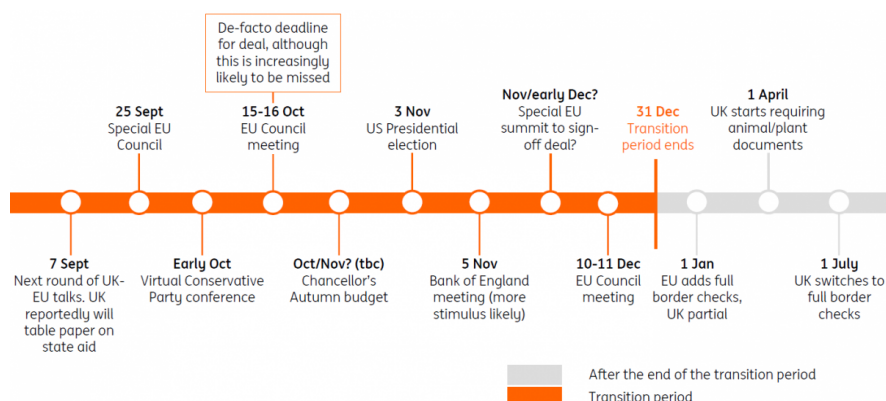 De-facto deadline
for deal, although
this is increasingly
likely to be missed
25 Sept
Special EU
Council
15-16 Oct
EU Council
meeting
3 Nov
US Presidential
election
Nov/early Dec?
Special EU
summit to sign-
off deal?
31 Dec
Transition
period ends
1 April
UK starts requiring
animal/plant
documents
7 Sept
Next round of UK-
EU talks. UK
reportedly will
table paper on
state aid
Early Oct
Virtual Conservative
Party conference
Oct/Nov? (tbc)
Chancellor's
Autumn budget
5 Nov
Bank of England
meeting (more
stimulus likely)
10-11 Dec
EU Council
meeting
1 Jan
EU adds full
border checks,
UK partial
1 July
UK switches to
full border
checks
After the end of the transition period
Transition period